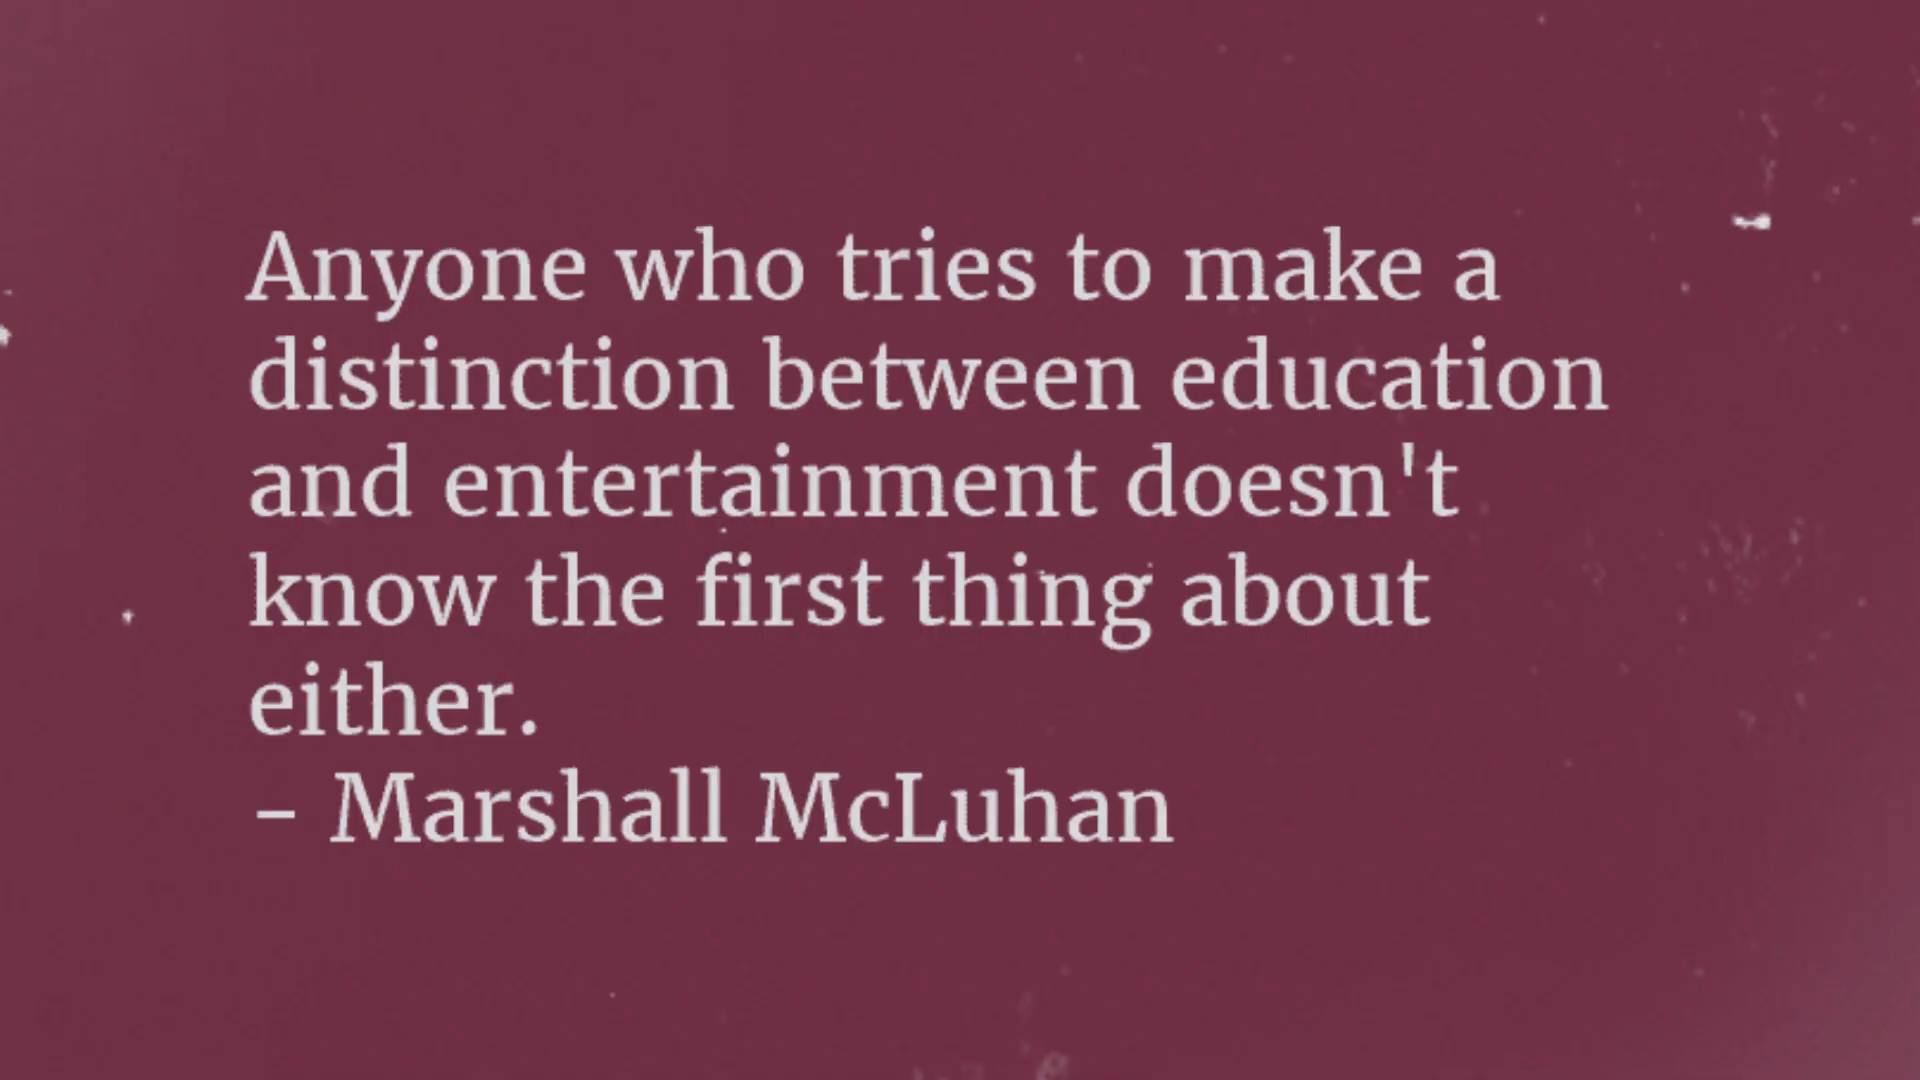 Anyone who tries to make a
distinction between education
and entertainment doesn't
know the first thing about
either.
- Marshall McLuhan